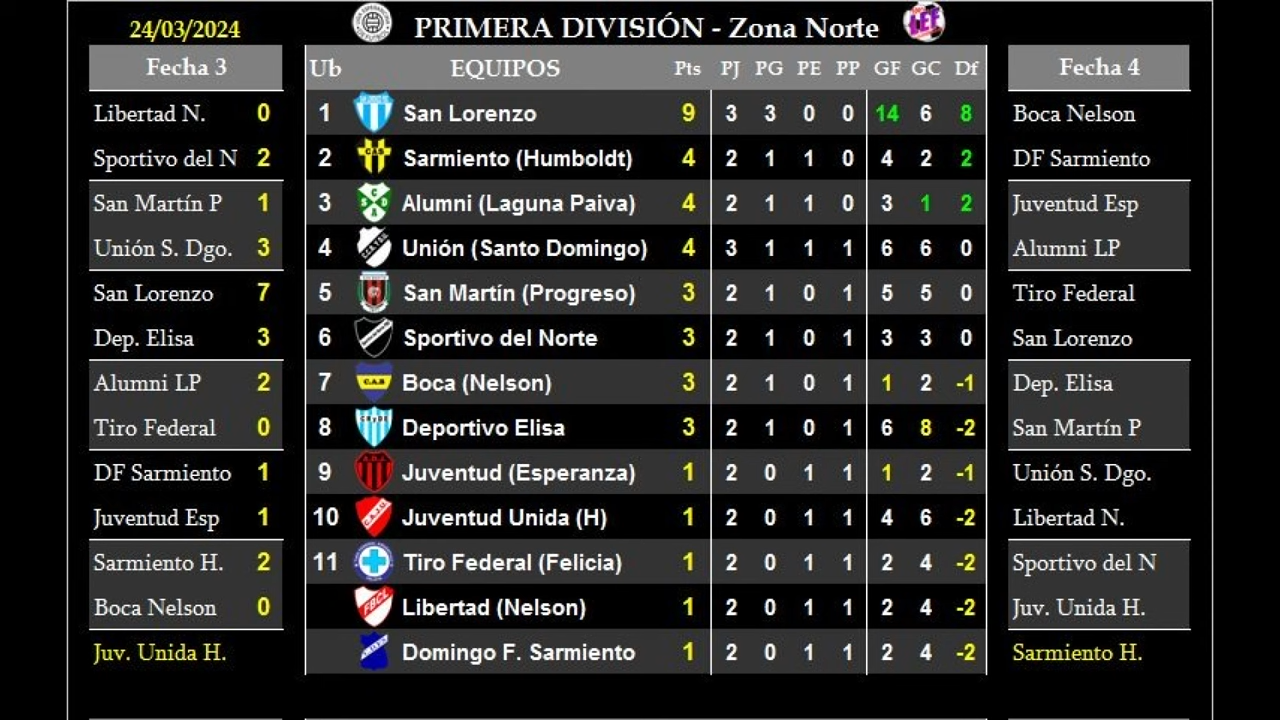 24/03/2024 PRIMERA DIVISIÓN - Zona Norte LEF
Fecha 3
Libertad N. 0
Sportivo del N 2
San Martín P 1
Unión S. Dgo. 3
San Lorenzo 7
Dep. Elisa 3
Alumni LP 2
Tiro Federal 0
DF Sarmiento 1
Juventud Esp 1
Sarmiento H. 2
Boca Nelson 0
Juv. Unida H.
Ub EQUIPOS Pts PJ PG PE PP GF GC Df
1 San Lorenzo 9 3 3 0 0 14 6 8
2 Sarmiento (Humboldt) 4 2 1 1 0 4 2 2
3 Alumni (Laguna Paiva) 4 2 1 1 0 3 1 2
4 Unión (Santo Domingo) 4 3 1 1 1 6 6 0
5 San Martín (Progreso) 3 2 1 0 1 5 5 0
6 Sportivo del Norte 3 2 1 0 1 3 3 0
7 Boca (Nelson) 3 2 1 0 1 1 2 -1
8 Deportivo Elisa 3 2 1 0 1 6 8 -2
9 Juventud (Esperanza) 1 2 0 1 1 1 2 -1
10 Juventud Unida (H) 1 2 0 1 1 4 6 -2
11 Tiro Federal (Felicia) 1 2 0 1 1 2 4 -2
Libertad (Nelson) 1 2 0 1 1 2 4 -2
Domingo F. Sarmiento 1 2 0 1 1 2 4 -2
Fecha 4
Boca Nelson
DF Sarmiento
Juventud Esp
Alumni LP
Tiro Federal
San Lorenzo
Dep. Elisa
San Martín P
Unión S. Dgo.
Libertad N.
Sportivo del N
Juv. Unida H.
Sarmiento H.